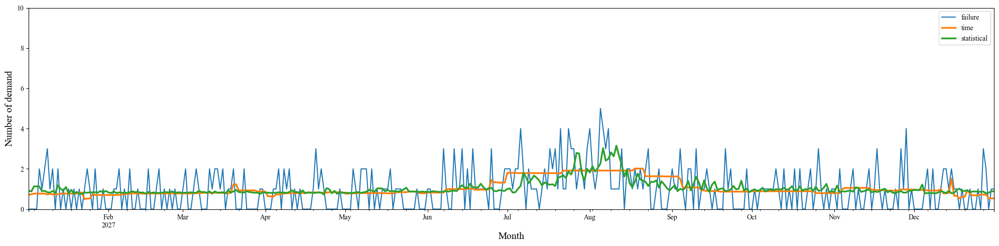 10
8
6
4
2
0
Number of demand
failure
time
statistical
Feb
2027
Mar
Apr
May
Jun
Jul
Aug
Sep
Oct
Nov
Dec
Month